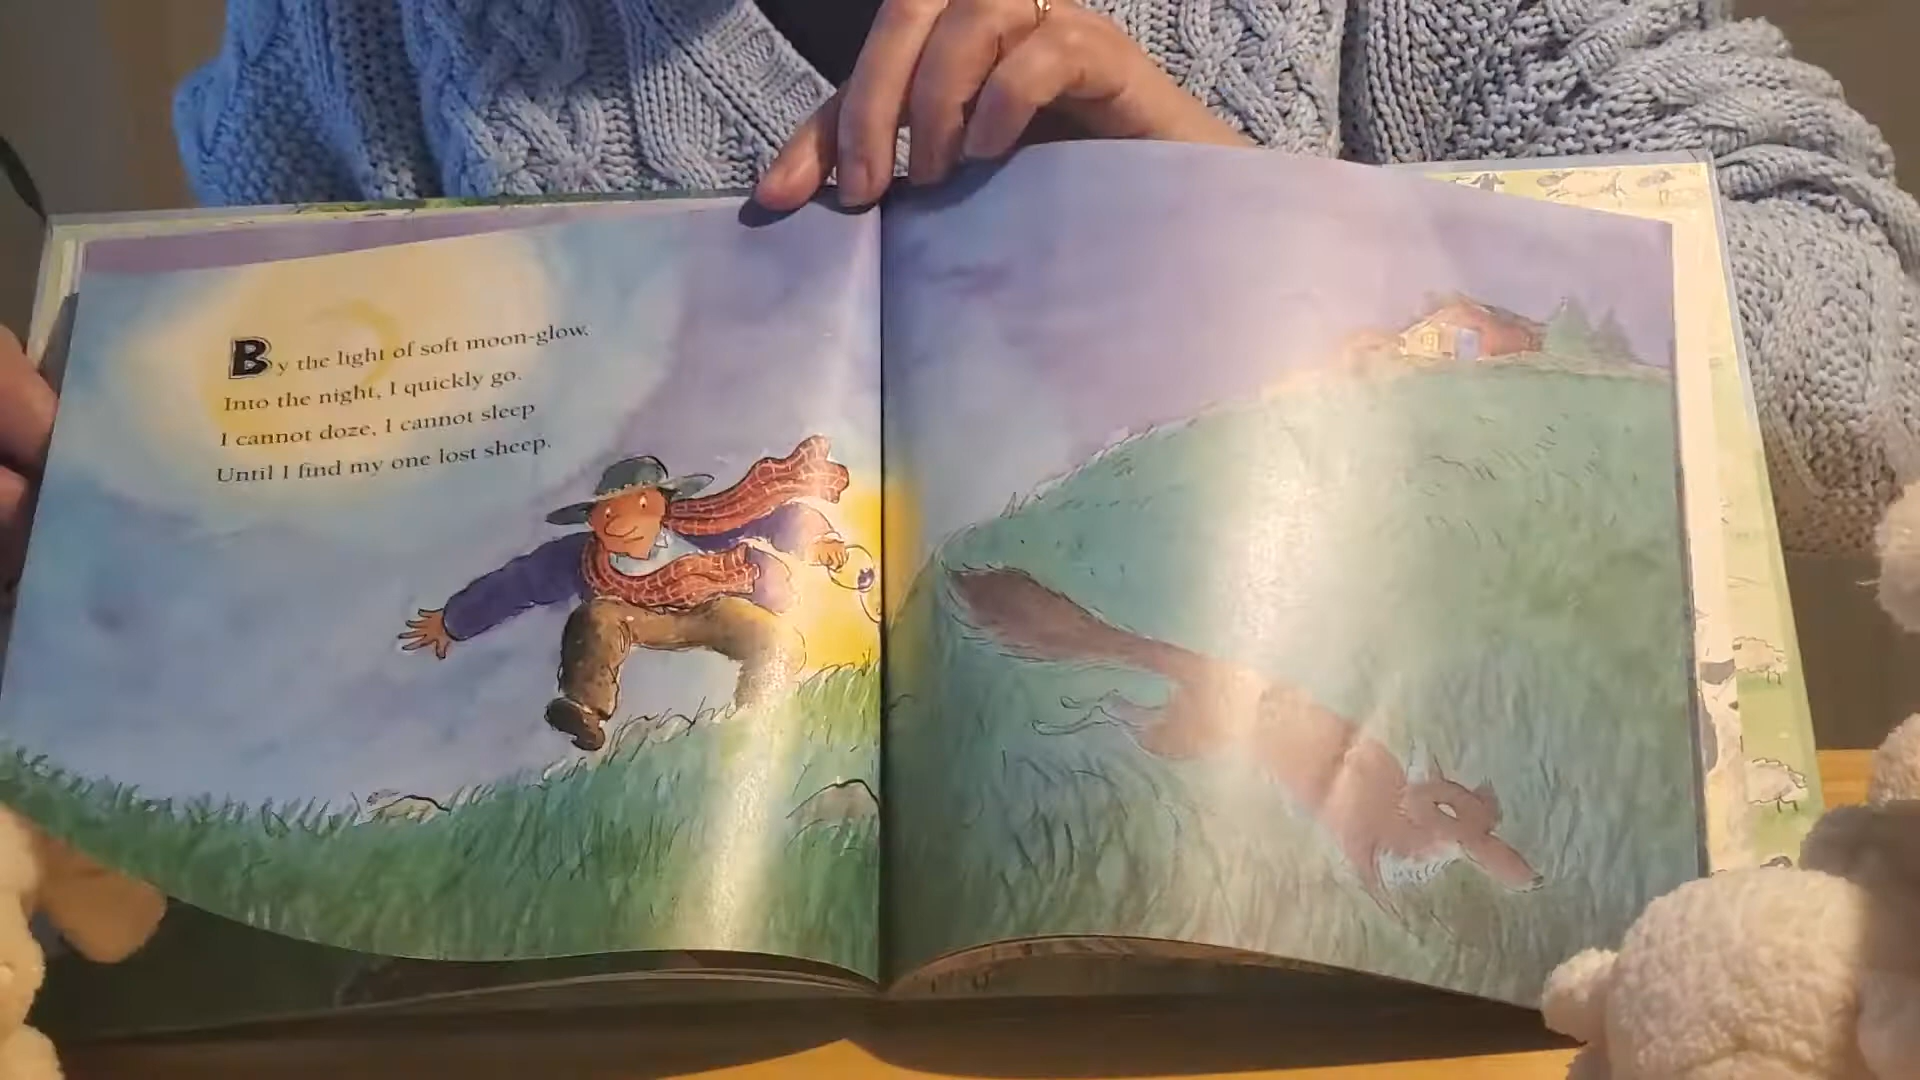 By the light of soft moon-glow,
Into the night, I quickly go.
I cannot doze, I cannot sleep
Until I find my one lost sheep.